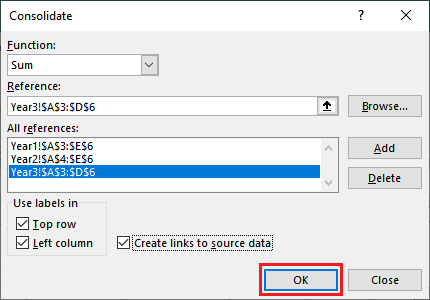 Consolidate
?
Function:
Sum
Reference:
Year3!$A$3:$D$6
Browse...
All references:
Year1!$A$3:$E$6
Year2!$A$4:$E$6
Year3!$A$3:$D$6
Add
Delete
Use labels in
Top row
Left column
Create links to source data
OK
Close